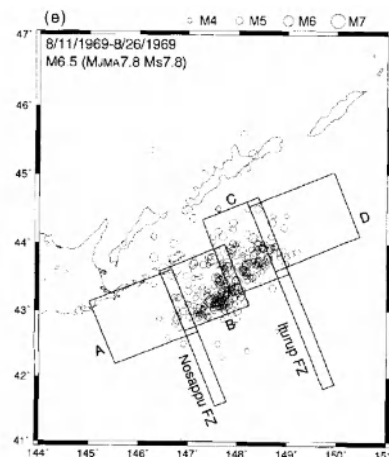 (e)
M4 M5 M6 M7
8/11/1969-8/26/1969
M6.5 (MJMA7.8 Ms7.8)
47°
46°
45°
44°
43°
42°
41°
A
B
C
D
Nosappu FZ
Iturup FZ
144° 145° 146° 147° 148° 149° 150° 15